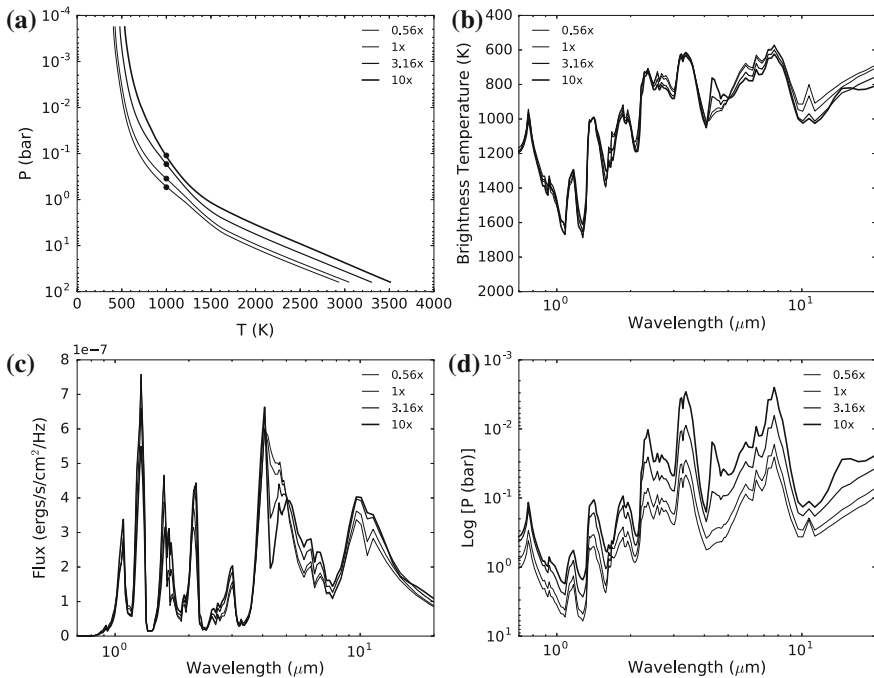 (a)
10^-4
10^-3
10^-2
10^-1
10^0
10^1
10^2
P (bar)
0 500 1000 1500 2000 2500 3000 3500 4000
T (K)
0.56x
1x
3.16x
10x
(b)
400
600
800
1000
1200
1400
1600
1800
2000
Brightness Temperature (K)
10^0 10^1
Wavelength (μm)
0.56x
1x
3.16x
10x
(c)
1e-7
8
7
6
5
4
3
2
1
0
Flux (ergs/s/cm^2/Hz)
10^0 10^1
Wavelength (μm)
0.56x
1x
3.16x
10x
(d)
10^-3
10^-2
10^-1
10^0
10^1
Log [P (bar)]
10^0 10^1
Wavelength (μm)
0.56x
1x
3.16x
10x